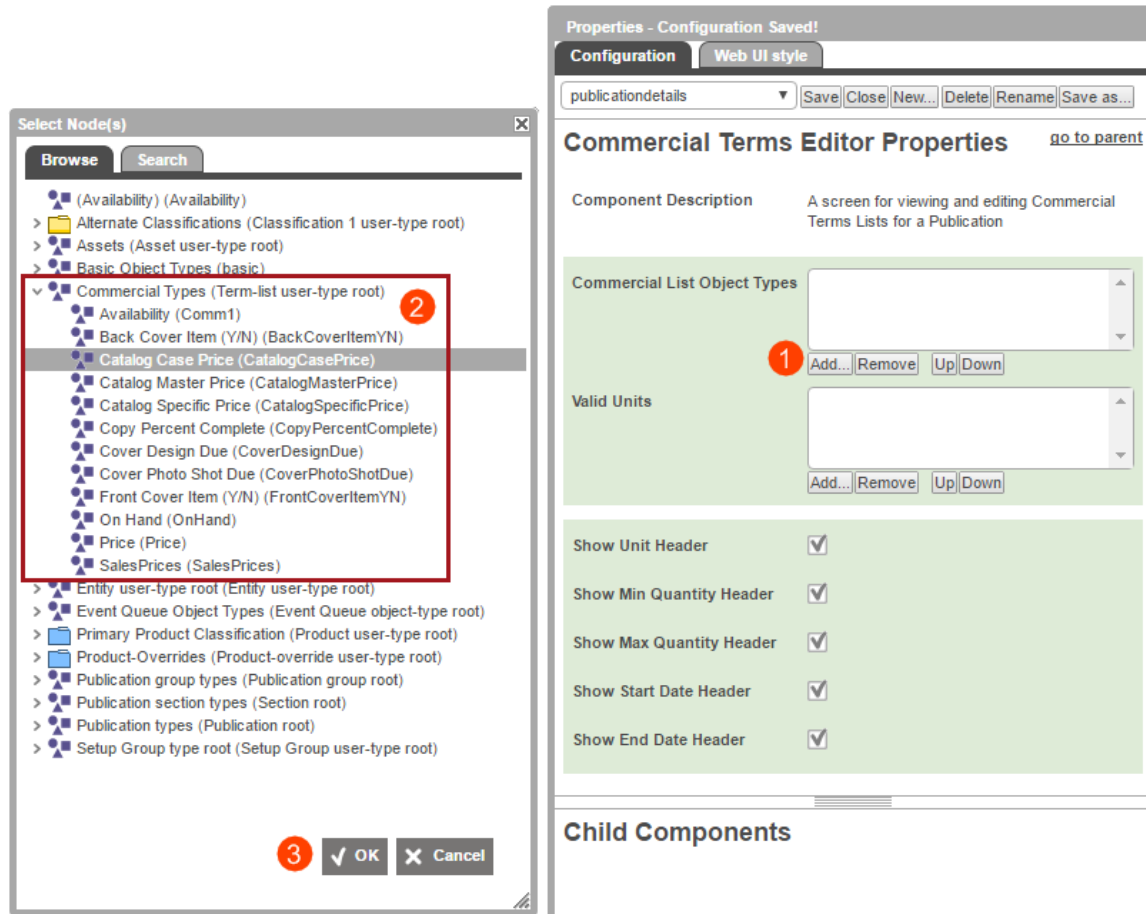 Select Node(s)
Browse
Search
(Availability) (Availability)
Alternate Classifications (Classification 1 user-type root)
Assets (Asset user-type root)
Basic Object Types (basic)
Commercial Types (Term-list user-type root)
2
Availability (Comm1)
Back Cover Item (Y/N) (BackCoverItemYN)
Catalog Case Price (CatalogCasePrice)
Catalog Master Price (CatalogMasterPrice)
Catalog Specific Price (CatalogSpecificPrice)
Copy Percent Complete (CopyPercentComplete)
Cover Design Due (CoverDesignDue)
Cover Photo Shot Due (CoverPhotoShotDue)
Front Cover Item (Y/N) (FrontCoverItemYN)
On Hand (OnHand)
Price (Price)
SalesPrices (SalesPrices)
Entity user-type root (Entity user-type root)
Event Queue Object Types (Event Queue object-type root)
Primary Product Classification (Product user-type root)
Product-Overrides (Product-override user-type root)
Publication group types (Publication group root)
Publication section types (Section root)
Publication types (Publication root)
Setup Group type root (Setup Group user-type root)
3
OK
Cancel
Properties - Configuration Saved!
Configuration
Web UI style
publicationdetails
Save Close New... Delete Rename Save as...
Commercial Terms Editor Properties
go to parent
Component Description
A screen for viewing and editing Commercial
Terms Lists for a Publication
Commercial List Object Types
1
Add... Remove Up Down
Valid Units
Add... Remove Up Down
Show Unit Header
Show Min Quantity Header
Show Max Quantity Header
Show Start Date Header
Show End Date Header
Child Components